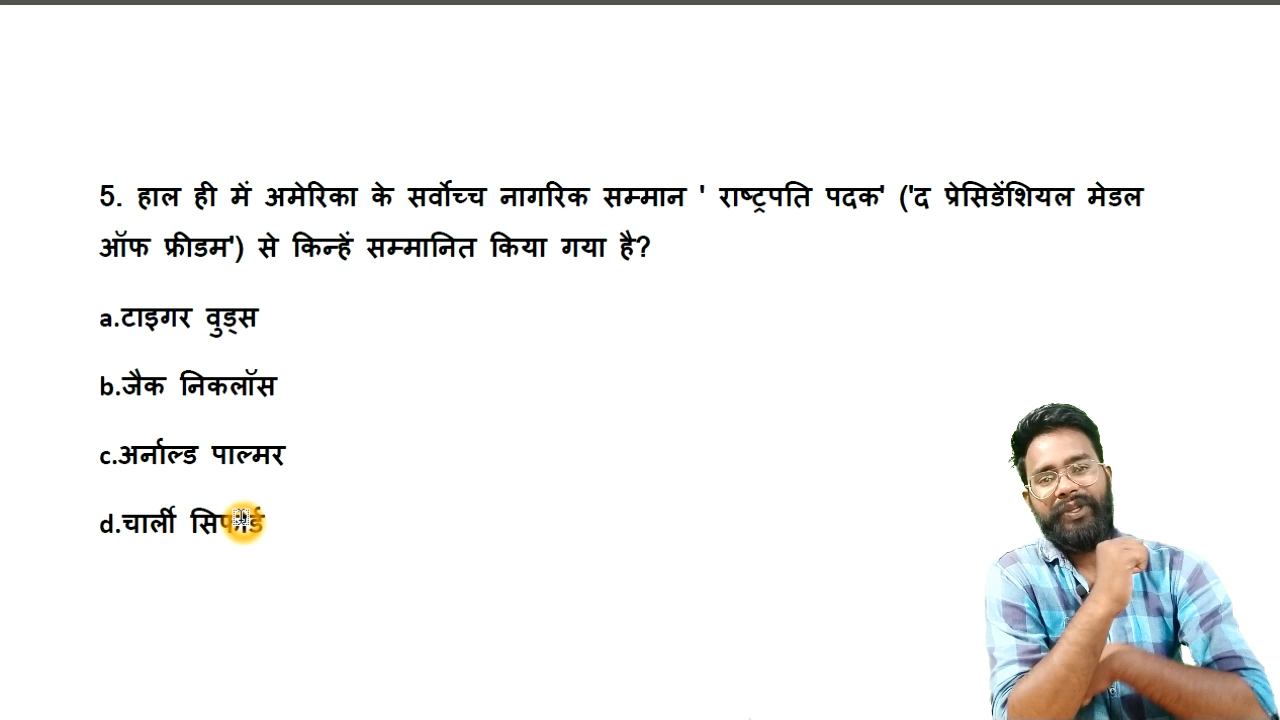 5. हाल ही में अमेरिका के सर्वोच्च नागरिक सम्मान ' राष्ट्रपति पदक' ('द प्रेसिडेंशियल मेडल
ऑफ फ्रीडम') से किन्हें सम्मानित किया गया है?
a.टाइगर वुड्स
b.जैक निकलॉस
c.अर्नाल्ड पाल्मर
d.चार्ली सिफोर्ड